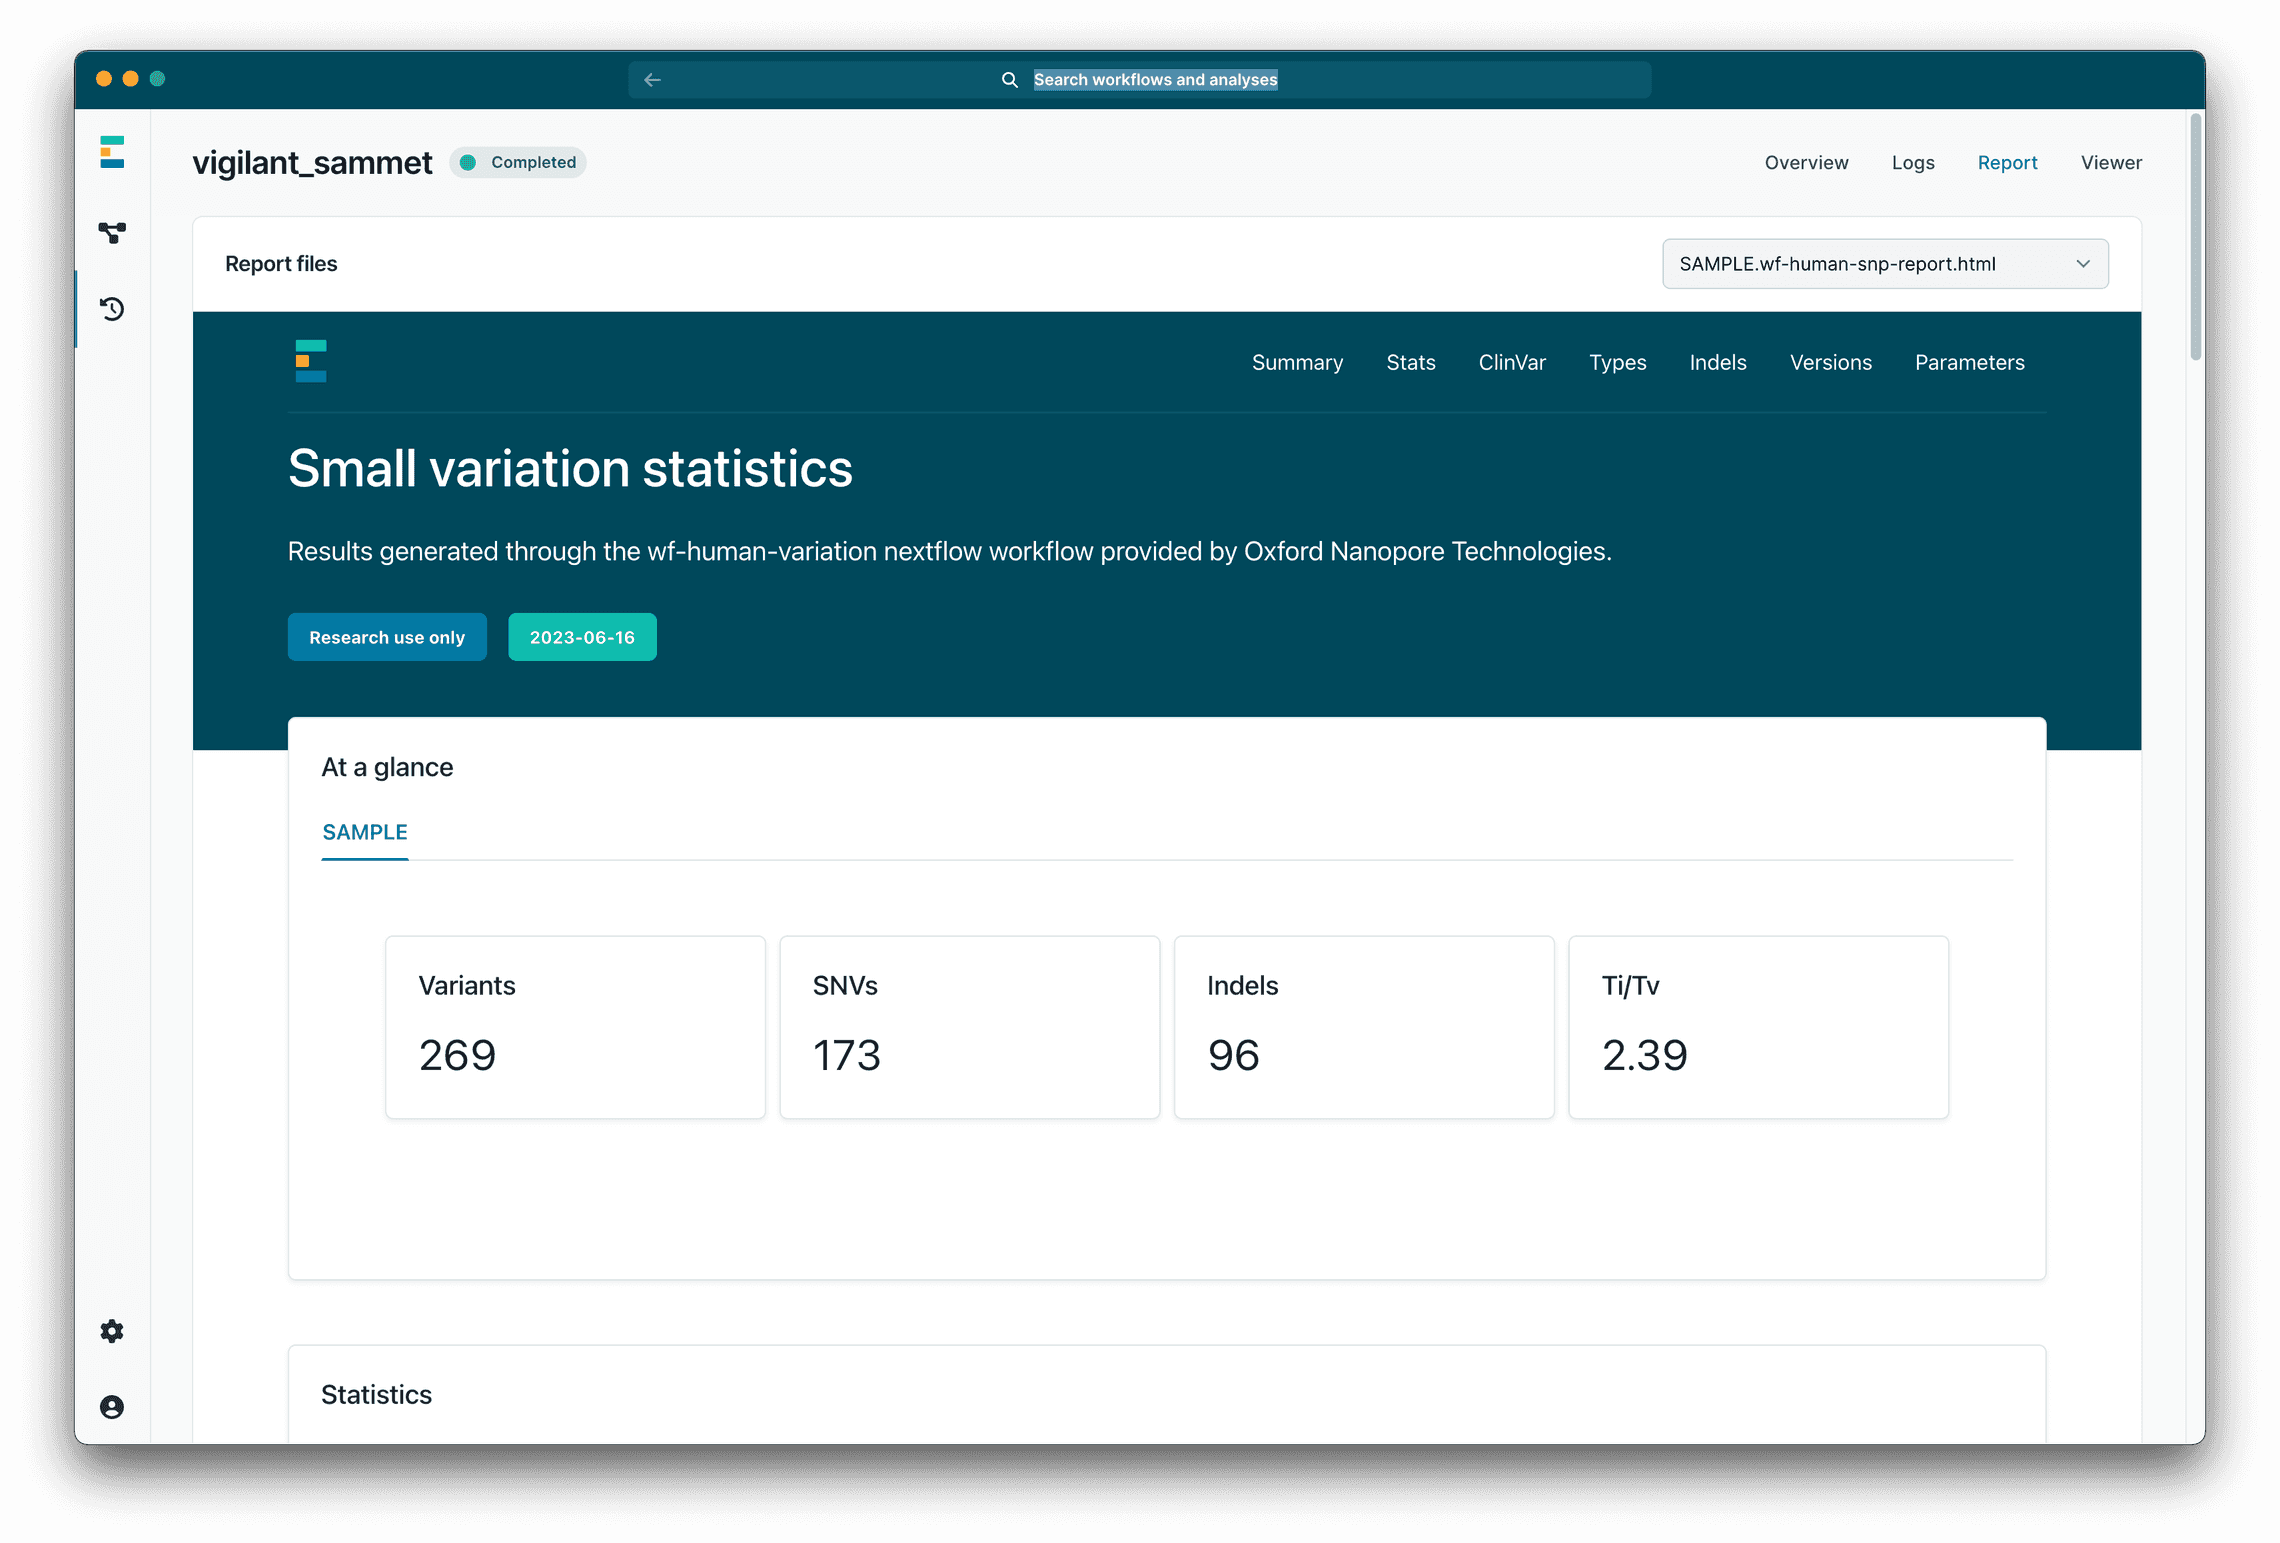 Search workflows and analyses
vigilant_sammet
Completed
Overview
Logs
Report
Viewer
Report files
SAMPLE.wf-human-snp-report.html
Summary
Stats
ClinVar
Types
Indels
Versions
Parameters
Small variation statistics
Results generated through the wf-human-variation nextflow workflow provided by Oxford Nanopore Technologies.
Research use only
2023-06-16
At a glance
SAMPLE
Variants
269
SNVs
173
Indels
96
Ti/Tv
2.39
Statistics